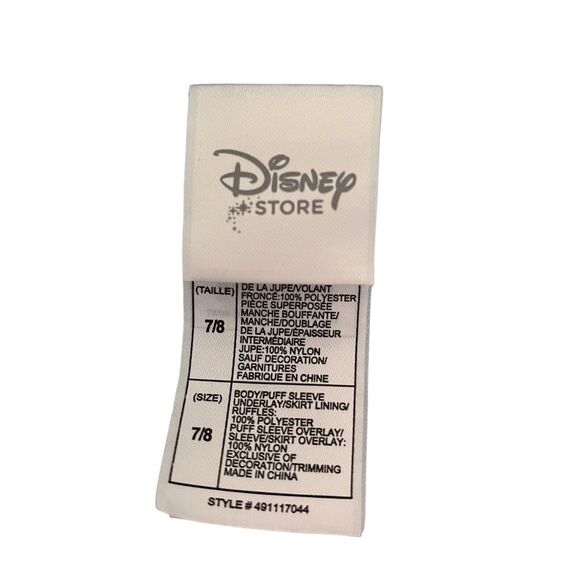 Disney
STORE
(TAILLE)
7/8
DE LA JUPE/VOLANT
FRONCÉ:100% POLYESTER
PIÈCE SUPERPOSÉE
MANCHE BOUFFANTE/
MANCHE/DOUBLAGE
DE LA JUPE/ÉPAISSEUR
INTERMÉDIAIRE
JUPE:100% NYLON
SAUF DECORATION/
GARNITURES
FABRIQUE EN CHINE
(SIZE)
7/8
BODY/PUFF SLEEVE
UNDERLAY/SKIRT LINING/
RUFFLES:
100% POLYESTER
PUFF SLEEVE OVERLAY/
SLEEVE/SKIRT OVERLAY:
100% NYLON
EXCLUSIVE OF
DECORATION/TRIMMING
MADE IN CHINA
STYLE # 491117044